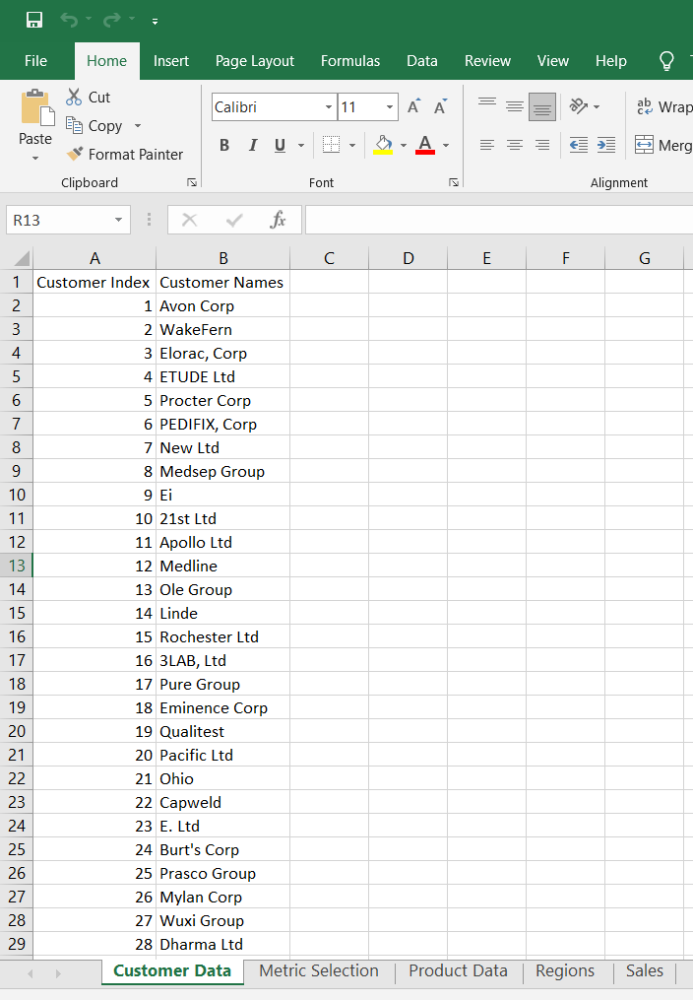 File Home Insert Page Layout Formulas Data Review View Help
Cut
Copy
Format Painter
Paste
Calibri 11 A A
B I U A
ab
c Wrap
Merg
Clipboard Font Alignment
R13 fx
A B C D E F G
1 Customer Index Customer Names
2 1 Avon Corp
3 2 WakeFern
4 3 Elorac, Corp
5 4 ETUDE Ltd
6 5 Procter Corp
7 6 PEDIFIX, Corp
8 7 New Ltd
9 8 Medsep Group
10 9 Ei
11 10 21st Ltd
12 11 Apollo Ltd
13 12 Medline
14 13 Ole Group
15 14 Linde
16 15 Rochester Ltd
17 16 3LAB, Ltd
18 17 Pure Group
19 18 Eminence Corp
20 19 Qualitest
21 20 Pacific Ltd
22 21 Ohio
23 22 Capweld
24 23 E. Ltd
25 24 Burt's Corp
26 25 Prasco Group
27 26 Mylan Corp
28 27 Wuxi Group
29 28 Dharma Ltd
Customer Data Metric Selection Product Data Regions Sales